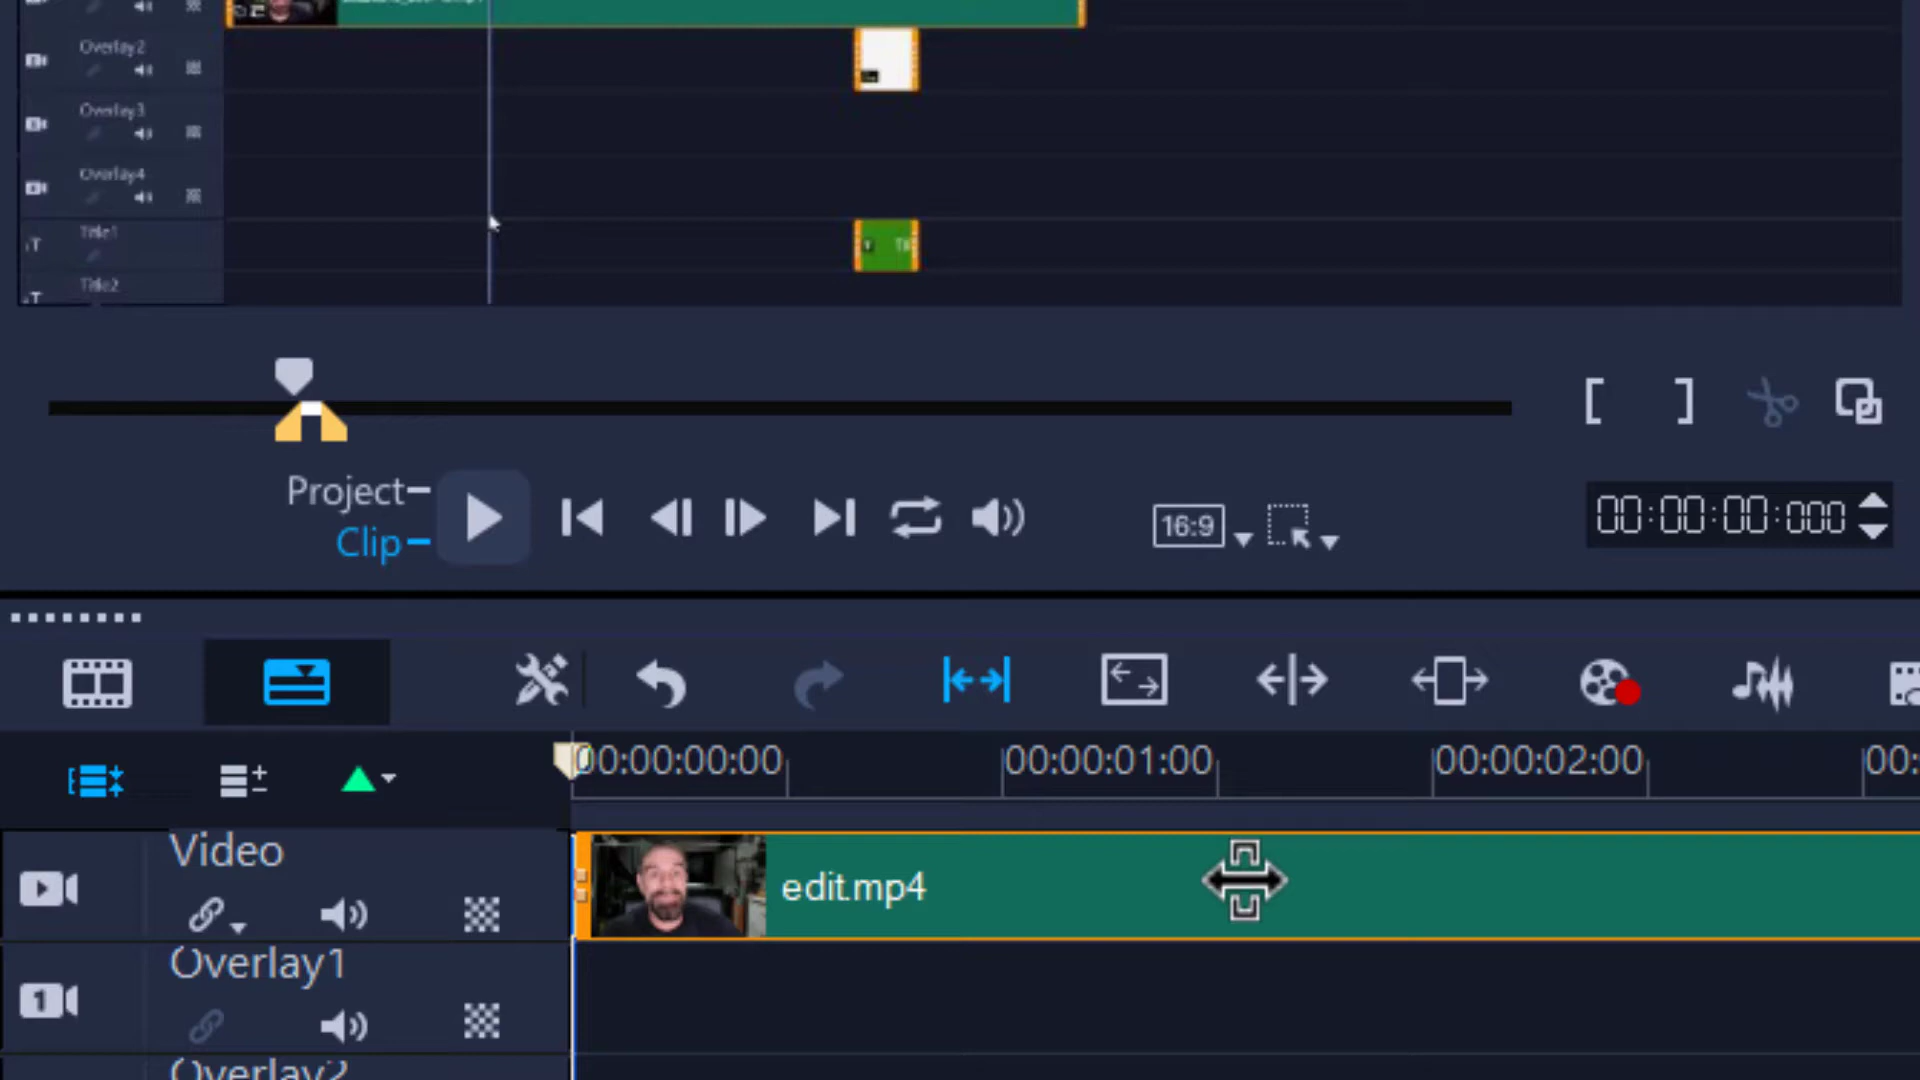 Overlay2
Overlay3
Overlay4
Title1
Title2
Project
Clip
16:9
00:00:00:000
00:00:00:00
00:00:01:00
00:00:02:00
00:
Video
edit.mp4
Overlay1
1
Overlay2